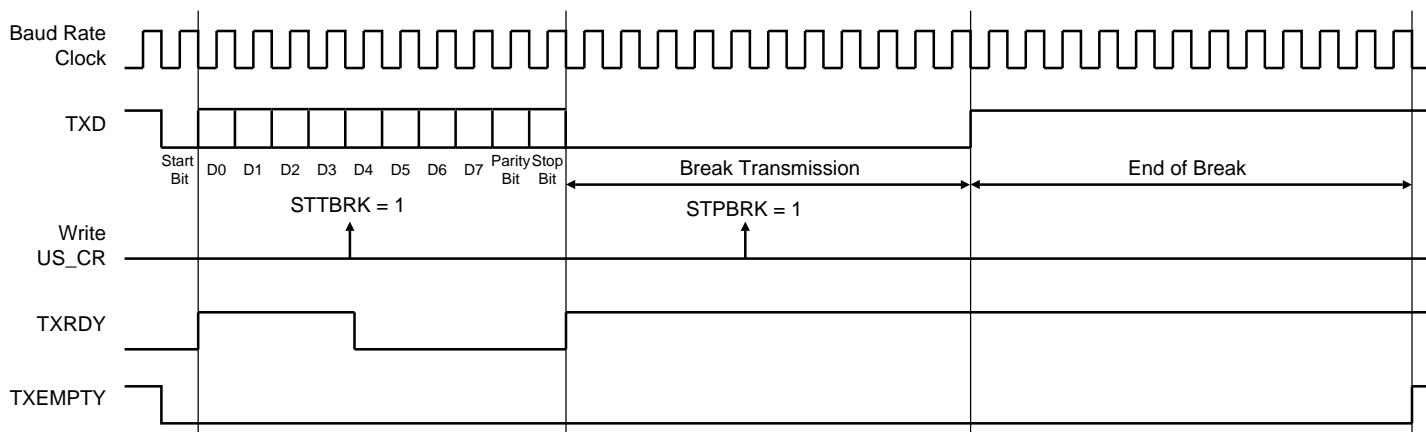 Baud Rate
Clock
TXD
Start
Bit
D0 D1 D2 D3 D4 D5 D6 D7
Parity
Bit
Stop
Bit
Break Transmission
End of Break
STTBRK = 1
STPBRK = 1
Write
US_CR
TXRDY
TXEMPTY